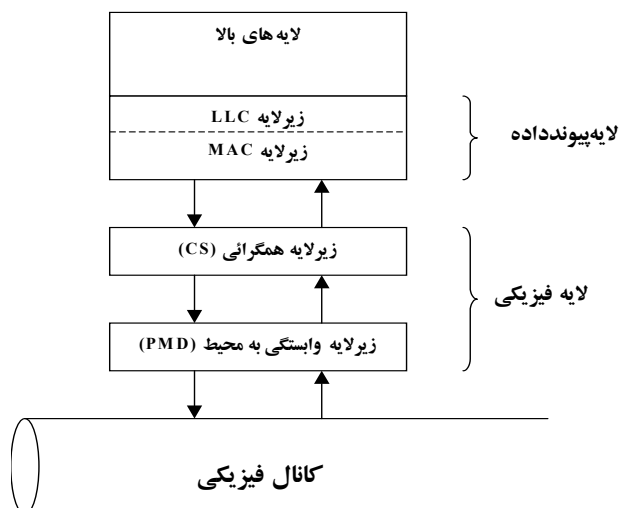 لایه های بالا
زیرلایه LLC
زیرلایه MAC
لایه‌پیوندداده
زیرلایه همگرائی (CS)
لایه فیزیکی
زیرلایه وابستگی به محیط (PMD)
کانال فیزیکی